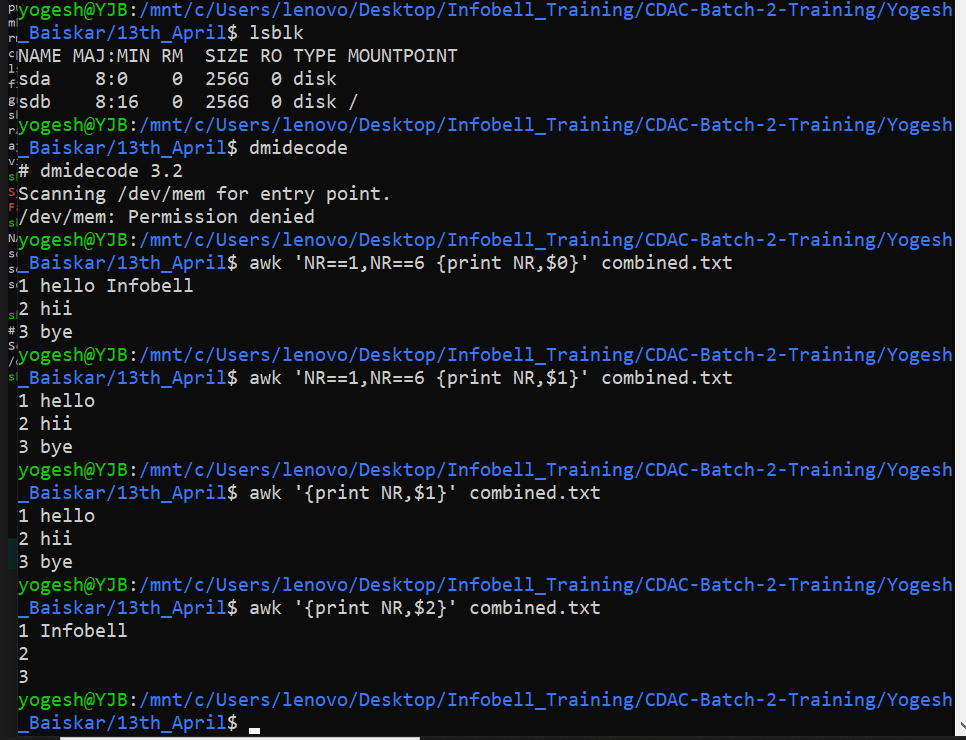 yogesh@YJB:/mnt/c/Users/lenovo/Desktop/Infobell_Training/CDAC-Batch-2-Training/Yogesh
_Baiskar/13th_April$ lsblk
NAME MAJ:MIN RM  SIZE RO TYPE MOUNTPOINT
sda    8:0    0  256G  0 disk
sdb    8:16   0  256G  0 disk /
yogesh@YJB:/mnt/c/Users/lenovo/Desktop/Infobell_Training/CDAC-Batch-2-Training/Yogesh
_Baiskar/13th_April$ dmidecode
# dmidecode 3.2
Scanning /dev/mem for entry point.
/dev/mem: Permission denied
yogesh@YJB:/mnt/c/Users/lenovo/Desktop/Infobell_Training/CDAC-Batch-2-Training/Yogesh
_Baiskar/13th_April$ awk 'NR==1,NR==6 {print NR,$0}' combined.txt
1 hello Infobell
2 hii
3 bye
yogesh@YJB:/mnt/c/Users/lenovo/Desktop/Infobell_Training/CDAC-Batch-2-Training/Yogesh
_Baiskar/13th_April$ awk 'NR==1,NR==6 {print NR,$1}' combined.txt
1 hello
2 hii
3 bye
yogesh@YJB:/mnt/c/Users/lenovo/Desktop/Infobell_Training/CDAC-Batch-2-Training/Yogesh
_Baiskar/13th_April$ awk '{print NR,$1}' combined.txt
1 hello
2 hii
3 bye
yogesh@YJB:/mnt/c/Users/lenovo/Desktop/Infobell_Training/CDAC-Batch-2-Training/Yogesh
_Baiskar/13th_April$ awk '{print NR,$2}' combined.txt
1 Infobell
2
3
yogesh@YJB:/mnt/c/Users/lenovo/Desktop/Infobell_Training/CDAC-Batch-2-Training/Yogesh
_Baiskar/13th_April$